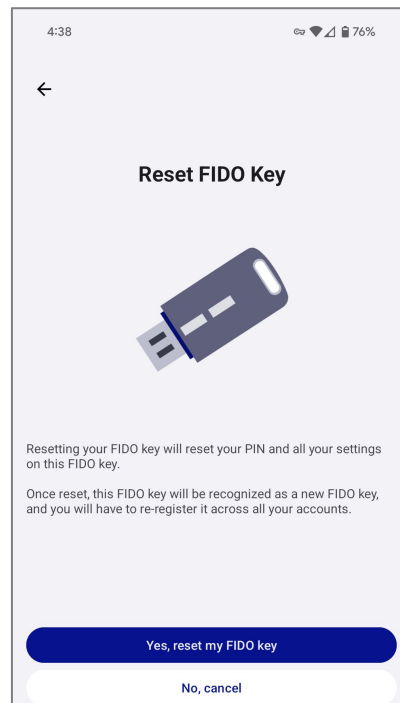 4:38
76%
Reset FIDO Key
Resetting your FIDO key will reset your PIN and all your settings
on this FIDO key.
Once reset, this FIDO key will be recognized as a new FIDO key,
and you will have to re-register it across all your accounts.
Yes, reset my FIDO key
No, cancel